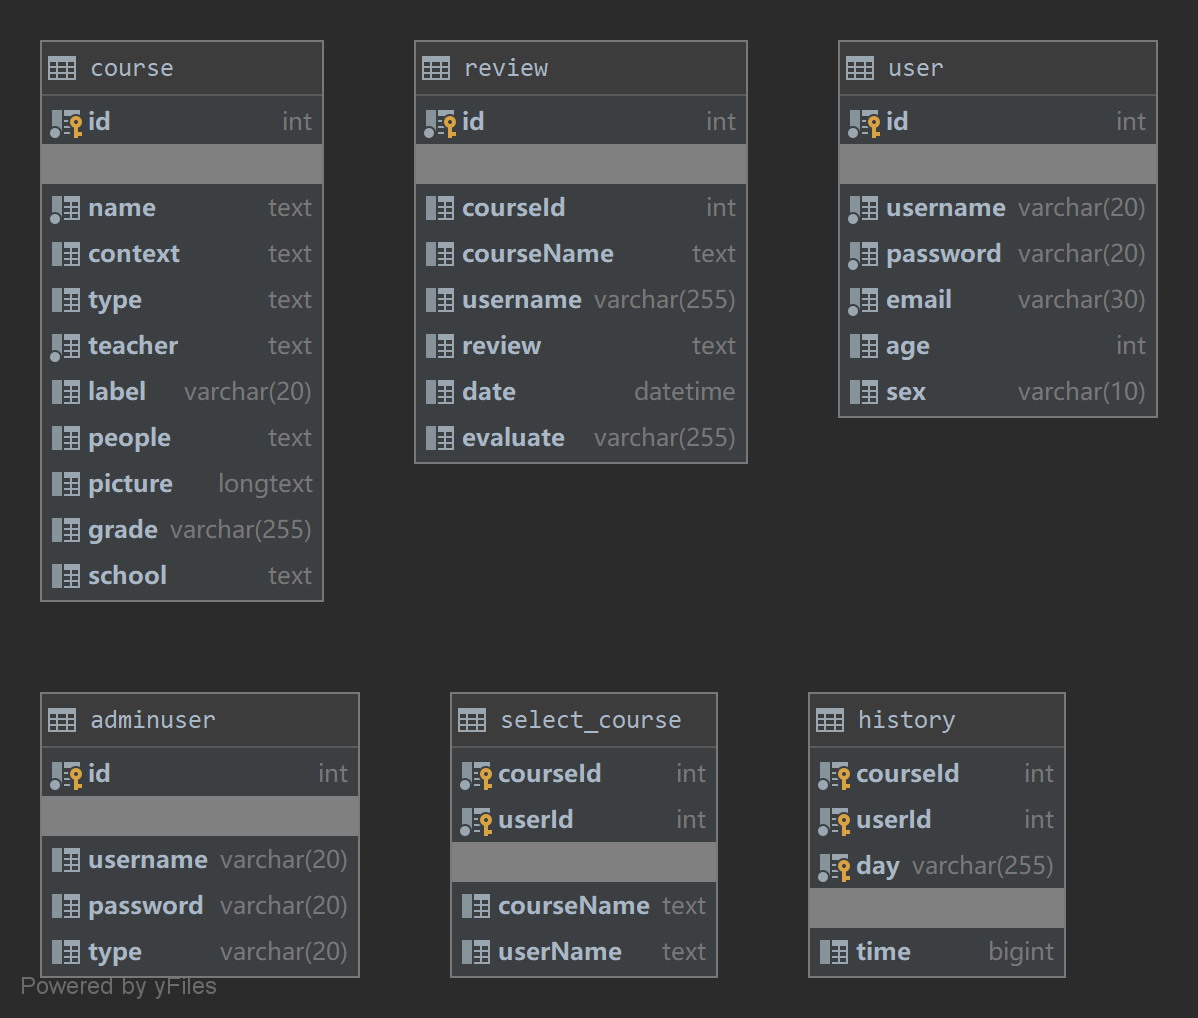 course
id int
name text
context text
type text
teacher text
label varchar(20)
people text
picture longtext
grade varchar(255)
school text
review
id int
courseId int
courseName text
username varchar(255)
review text
date datetime
evaluate varchar(255)
user
id int
username varchar(20)
password varchar(20)
email varchar(30)
age int
sex varchar(10)
adminuser
id int
username varchar(20)
password varchar(20)
type varchar(20)
select_course
courseId int
userId int
courseName text
userName text
history
courseId int
userId int
day varchar(255)
time bigint
Powered by yFiles